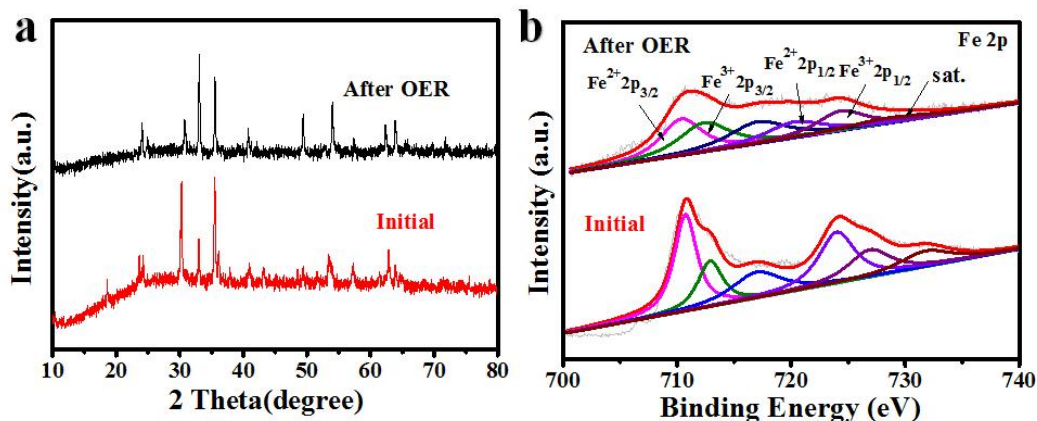 a
After OER
Initial
Intensity(a.u.)
10 20 30 40 50 60 70 80
2 Theta(degree)
b
After OER
Fe 2p
Fe²⁺2p₃/₂
Fe³⁺2p₃/₂
Fe²⁺2p₁/₂
Fe³⁺2p₁/₂
sat.
Initial
Intensity (a.u.)
700 710 720 730 740
Binding Energy (eV)